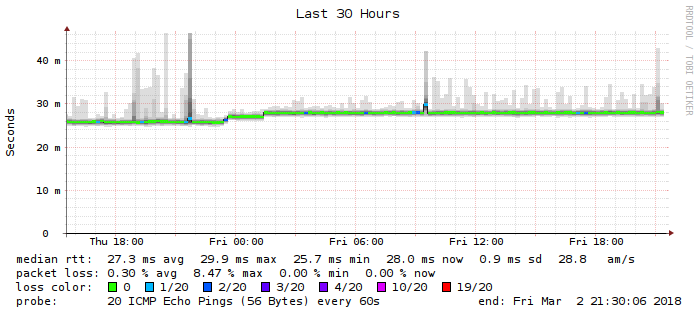 Last 30 Hours
RRDTOOL / TOBI OETIKER
Seconds
40 m
30 m
20 m
10 m
0
Thu 18:00 Fri 00:00 Fri 06:00 Fri 12:00 Fri 18:00
median rtt: 27.3 ms avg 29.9 ms max 25.7 ms min 28.0 ms now 0.9 ms sd 28.8 am/s
packet loss: 0.30 % avg 8.47 % max 0.00 % min 0.00 % now
loss color: 0 1/20 2/20 3/20 4/20 10/20 19/20
probe: 20 ICMP Echo Pings (56 Bytes) every 60s end: Fri Mar 2 21:30:06 2018